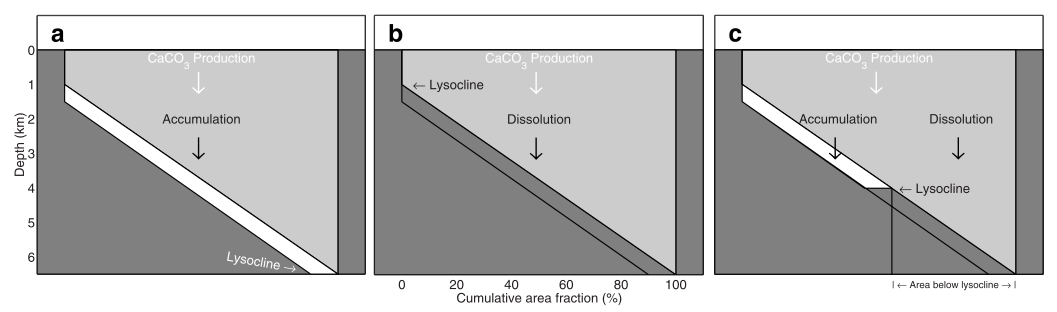 a
CaCO3 Production
Accumulation
Lysocline →
0
1
2
3
4
5
6
Depth (km)
b
CaCO3 Production
← Lysocline
Dissolution
0 20 40 60 80 100
Cumulative area fraction (%)
c
CaCO3 Production
Accumulation
Dissolution
← Lysocline
| ← Area below lysocline → |